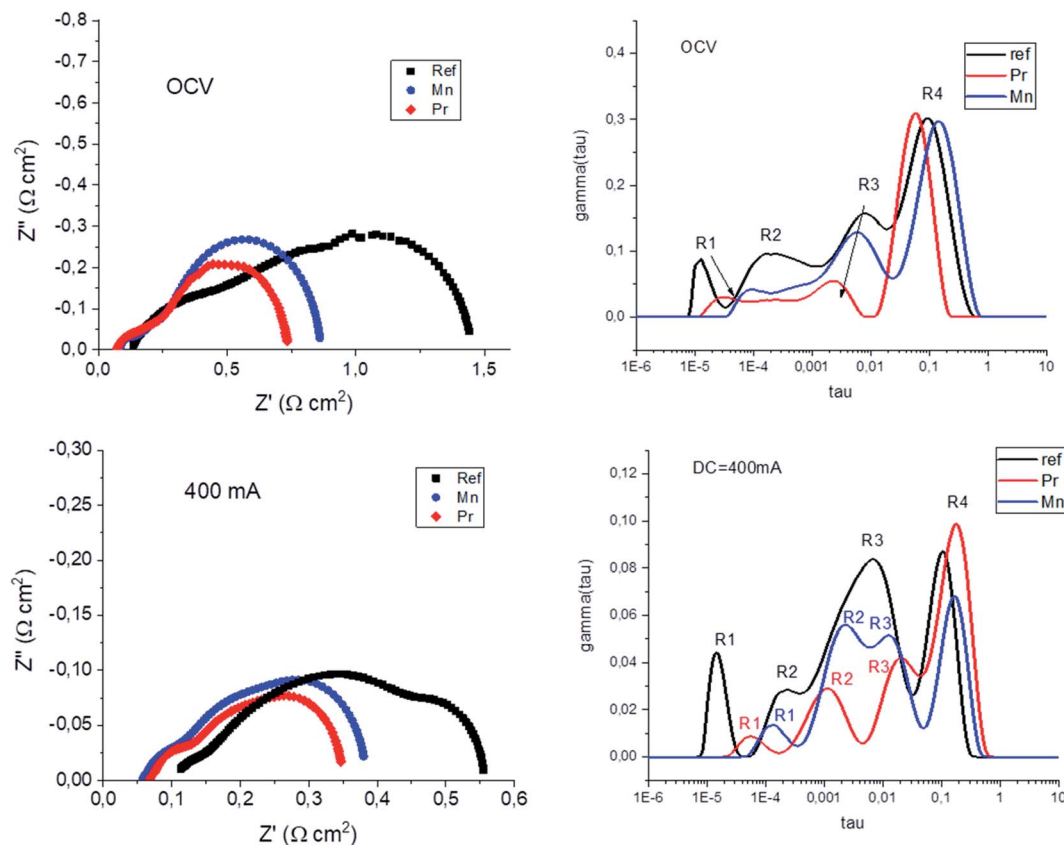 -0,8
-0,7
-0,6
-0,5
-0,4
-0,3
-0,2
-0,1
0,0
Z'' (Ω cm²)
OCV
Ref
Mn
Pr
0,0 0,5 1,0 1,5
Z' (Ω cm²)
OCV
ref
Pr
Mn
0,4
0,3
0,2
0,1
0,0
gamma(tau)
R1
R2
R3
R4
1E-6 1E-5 1E-4 0,001 0,01 0,1 1 10
tau
-0,30
-0,25
-0,20
-0,15
-0,10
-0,05
0,00
Z'' (Ω cm²)
400 mA
Ref
Mn
Pr
0,0 0,1 0,2 0,3 0,4 0,5 0,6
Z' (Ω cm²)
DC=400mA
ref
Pr
Mn
0,12
0,10
0,08
0,06
0,04
0,02
0,00
gamma(tau)
R1
R2
R3
R4
R2
R3
R1
R1
R2
R3
1E-6 1E-5 1E-4 0,001 0,01 0,1 1 10
tau